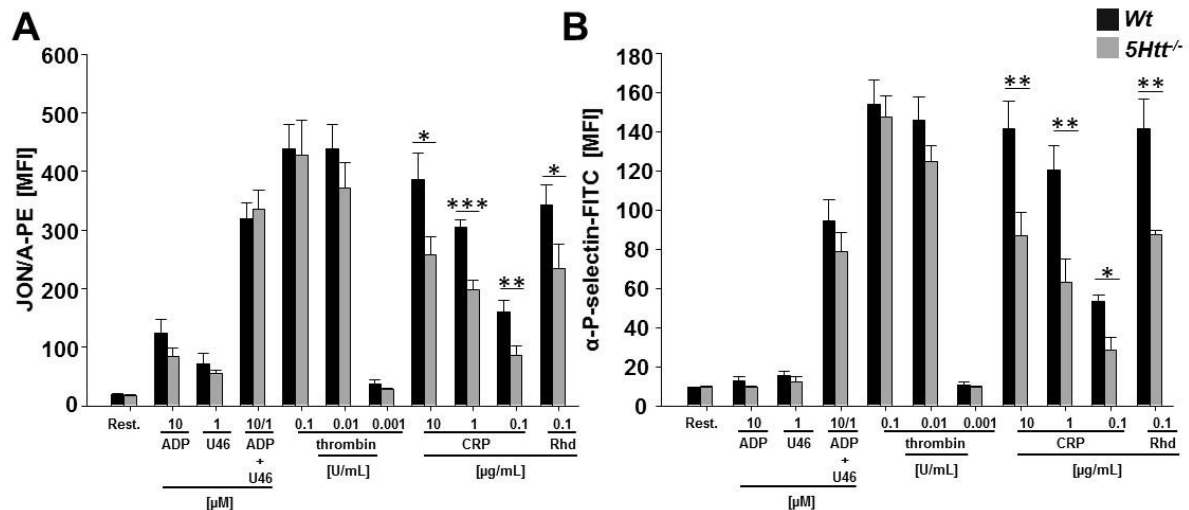 A
JON/A-PE [MFI]
600
500
400
300
200
100
0
*
***
**
*
Rest. 10 1 10/1 0.1 0.01 0.001 10 1 0.1 0.1
ADP U46 ADP + U46 thrombin CRP Rhd
[µM] [U/mL] [µg/mL]
B
Wt
5Htt-/-
α-P-selectin-FITC [MFI]
180
160
140
120
100
80
60
40
20
0
**
**
*
**
Rest. 10 1 10/1 0.1 0.01 0.001 10 1 0.1 0.1
ADP U46 ADP + U46 thrombin CRP Rhd
[µM] [U/mL] [µg/mL]